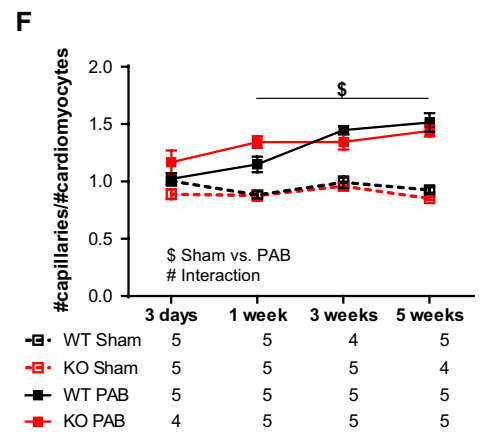 F
#capillaries/#cardiomyocytes
2.0
1.5
1.0
0.5
0.0
$
$ Sham vs. PAB
# Interaction
3 days 1 week 3 weeks 5 weeks
WT Sham 5 5 4 5
KO Sham 5 5 5 4
WT PAB 5 5 5 5
KO PAB 4 5 5 5